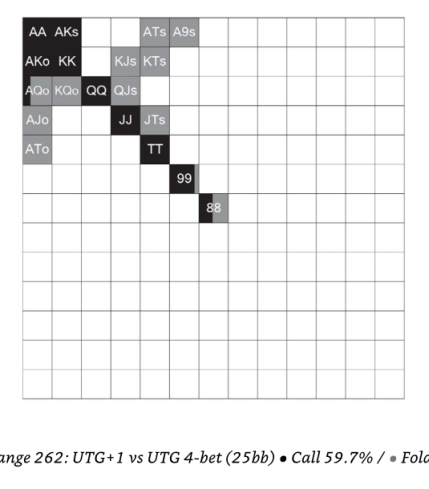 AA AKs ATs A9s
AKo KK KJs KTs
AQo KQo QQ QJs
AJo JJ JTs
ATo TT
99
88
ange 262: UTG+1 vs UTG 4-bet (25bb) • Call 59.7% / • Fold